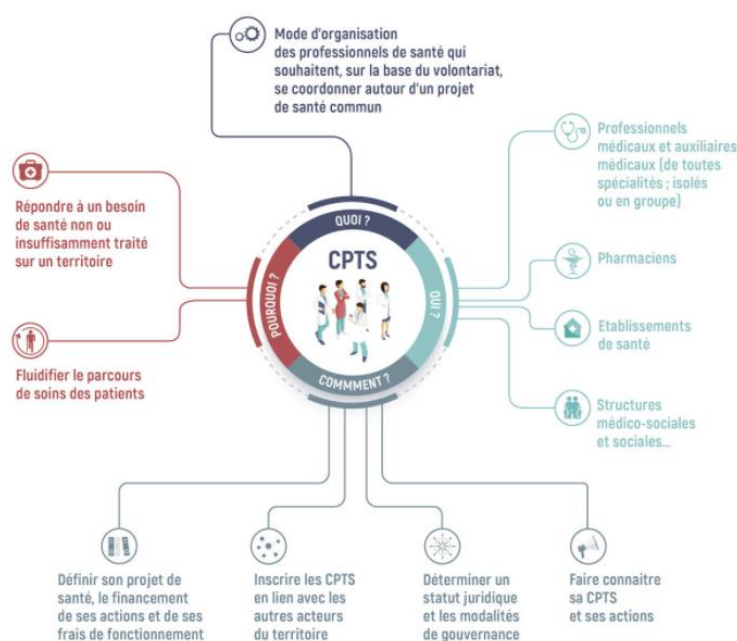 Mode d'organisation
des professionnels de santé qui
souhaitent, sur la base du volontariat,
se coordonner autour d'un projet
de santé commun
Professionnels
médicaux et auxiliaires
médicaux (de toutes
spécialités ; isolés
ou en groupe)
Répondre à un besoin
de santé non ou
insuffisamment traité
sur un territoire
QUOI ?
CPTS
POURQUOI ?
QUI ?
COMMMENT ?
Pharmaciens
Etablissements
de santé
Fluidifier le parcours
de soins des patients
Structures
médico-sociales
et sociales...
Définir son projet de
santé, le financement
de ses actions et de ses
frais de fonctionnement
Inscrire les CPTS
en lien avec les
autres acteurs
du territoire
Déterminer un
statut juridique
et les modalités
de gouvernance
Faire connaitre
sa CPTS
et ses actions